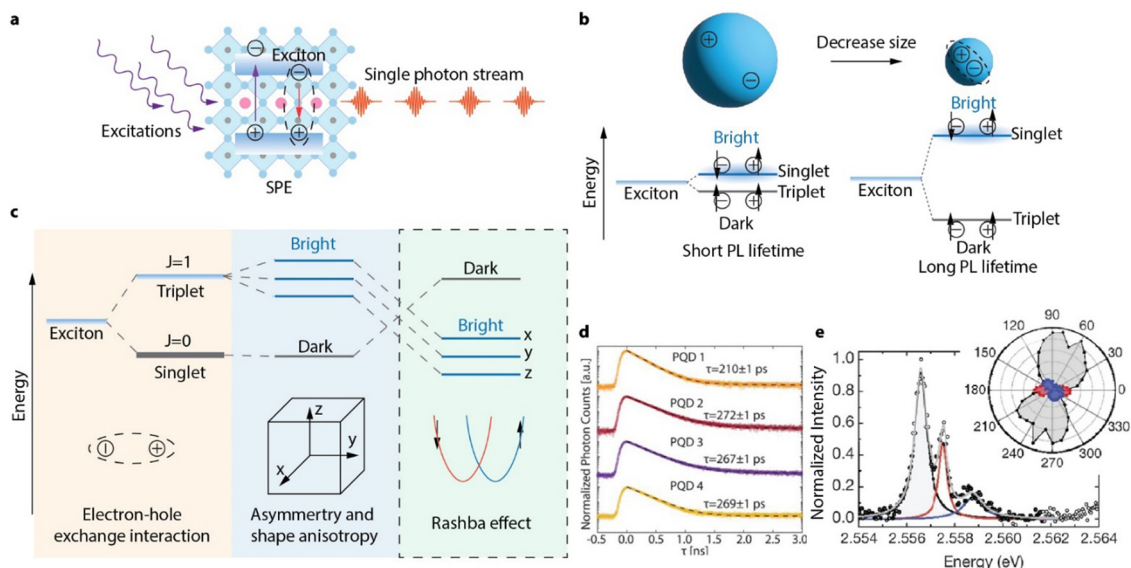 a
Exciton
Single photon stream
Excitations
SPE
b
Decrease size
Energy
Exciton
Bright
Singlet
Triplet
Dark
Short PL lifetime
Bright
Singlet
Exciton
Triplet
Dark
Long PL lifetime
c
Energy
Exciton
J=1
Triplet
J=0
Singlet
Electron-hole
exchange interaction
Bright
Dark
z
y
x
Asymmetry and
shape anisotropy
Dark
Bright
x
y
z
Rashba effect
d
Normalized Photon Counts [a.u.]
PQD 1
τ=210±1 ps
PQD 2
τ=272±1 ps
PQD 3
τ=267±1 ps
PQD 4
τ=269±1 ps
-0.5 0.0 0.5 1.0 1.5 2.0 2.5 3.0
τ [ns]
e
Normalized Intensity
1.0
0.8
0.6
0.4
0.2
0.0
2.554 2.556 2.558 2.560 2.562 2.564
Energy (eV)
90
120 60
150 30
180 0
210 330
240 300
270